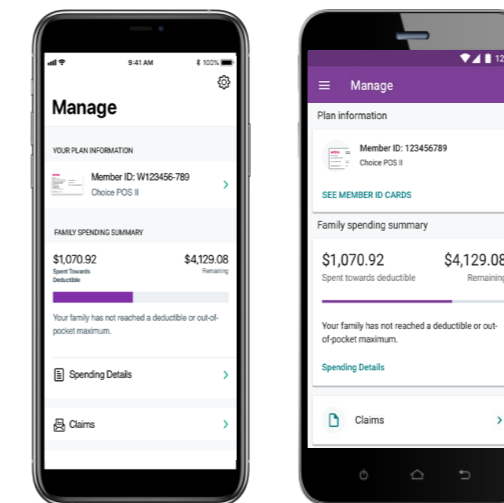 9:41 AM
100%
Manage
YOUR PLAN INFORMATION
Member ID: W123456-789
Choice POS II
FAMILY SPENDING SUMMARY
$1,070.92
$4,129.08
Spent Towards
Deductible
Remaining
Your family has not reached a deductible or out-of-
pocket maximum.
Spending Details
Claims
12
Manage
Plan information
Member ID: 123456789
Choice POS II
SEE MEMBER ID CARDS
Family spending summary
$1,070.92
$4,129.08
Spent towards deductible
Remaining
Your family has not reached a deductible or out-
of-pocket maximum.
Spending Details
Claims